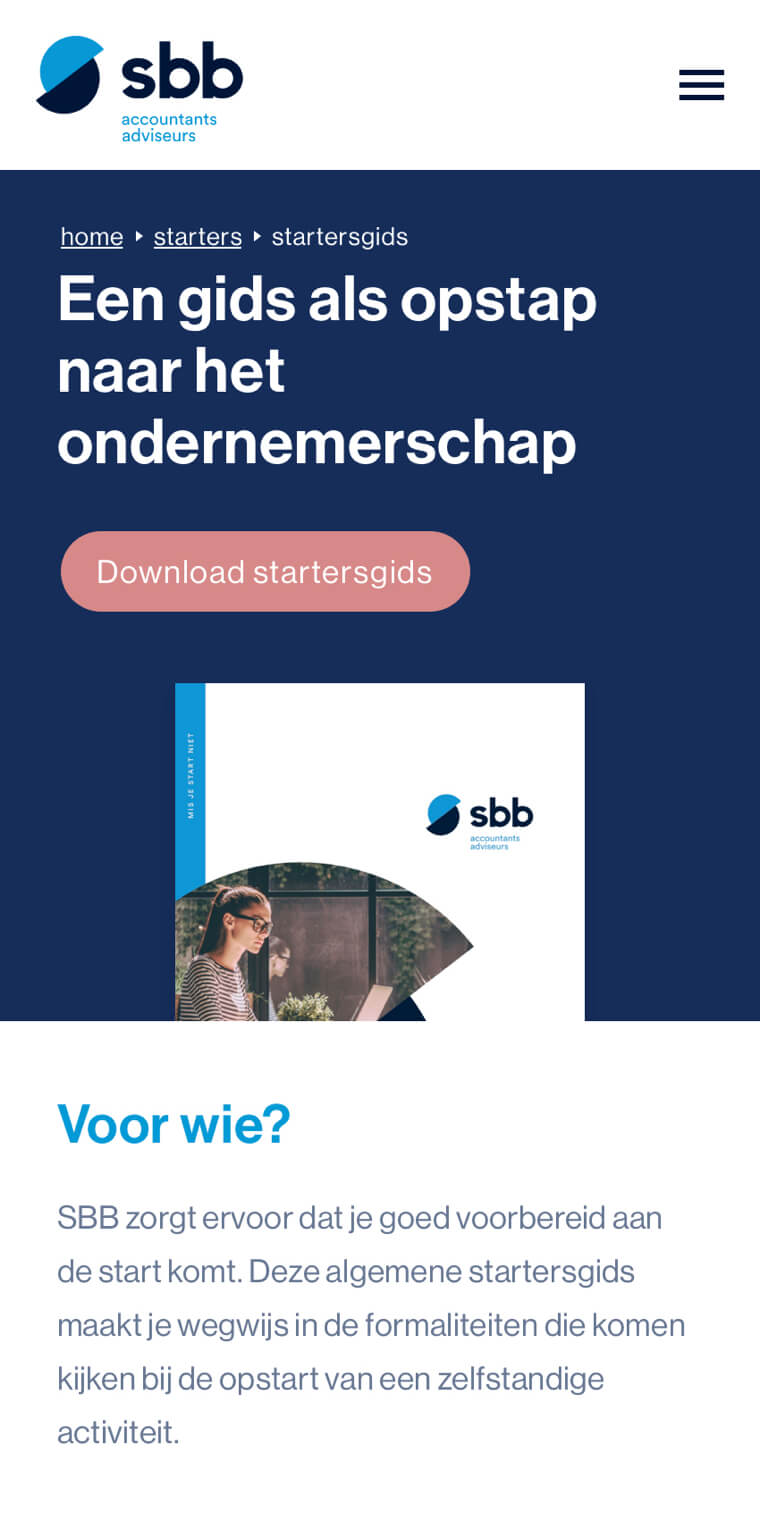 sbb
accountants
adviseurs
home ‣ starters ‣ startersgids
Een gids als opstap
naar het
ondernemerschap
Download startersgids
MIS JE START NIET
sbb
accountants
adviseurs
Voor wie?
SBB zorgt ervoor dat je goed voorbereid aan
de start komt. Deze algemene startersgids
maakt je wegwijs in de formaliteiten die komen
kijken bij de opstart van een zelfstandige
activiteit.